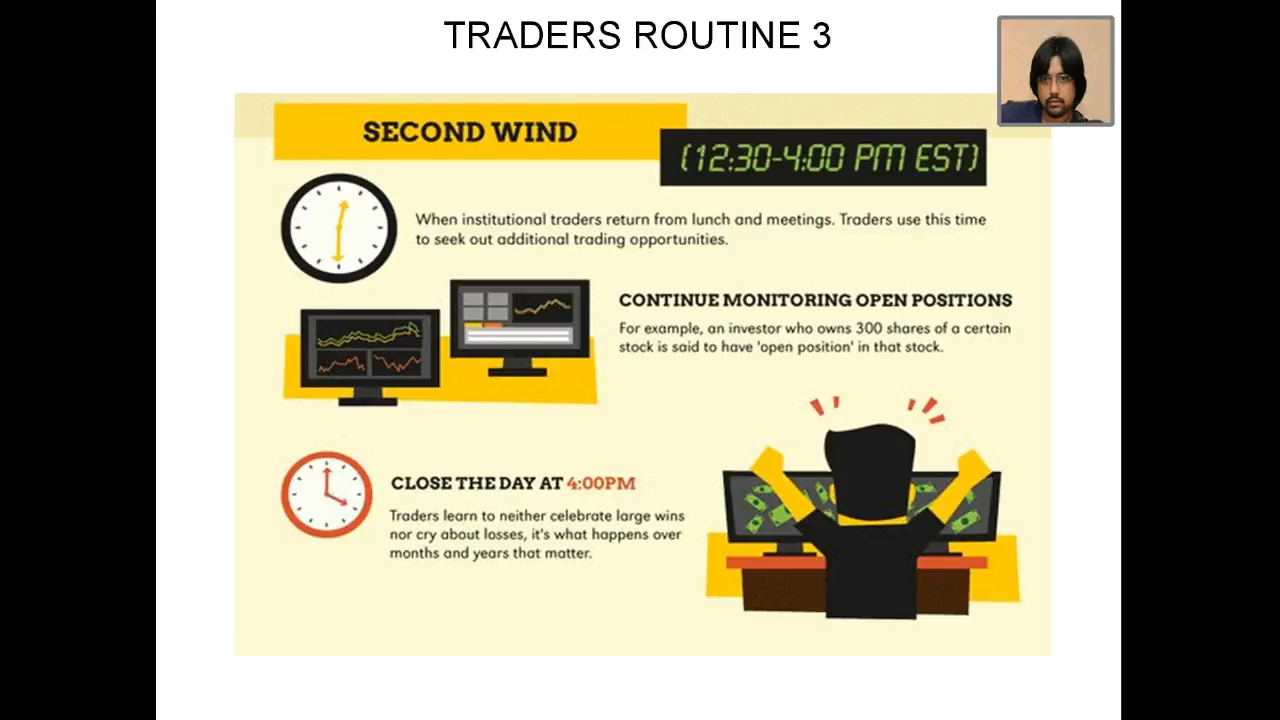 TRADERS ROUTINE 3
SECOND WIND
(12:30-4:00 PM EST)
When institutional traders return from lunch and meetings. Traders use this time
to seek out additional trading opportunities.
CONTINUE MONITORING OPEN POSITIONS
For example, an investor who owns 300 shares of a certain
stock is said to have 'open position' in that stock.
CLOSE THE DAY AT 4:00PM
Traders learn to neither celebrate large wins
nor cry about losses, it's what happens over
months and years that matter.